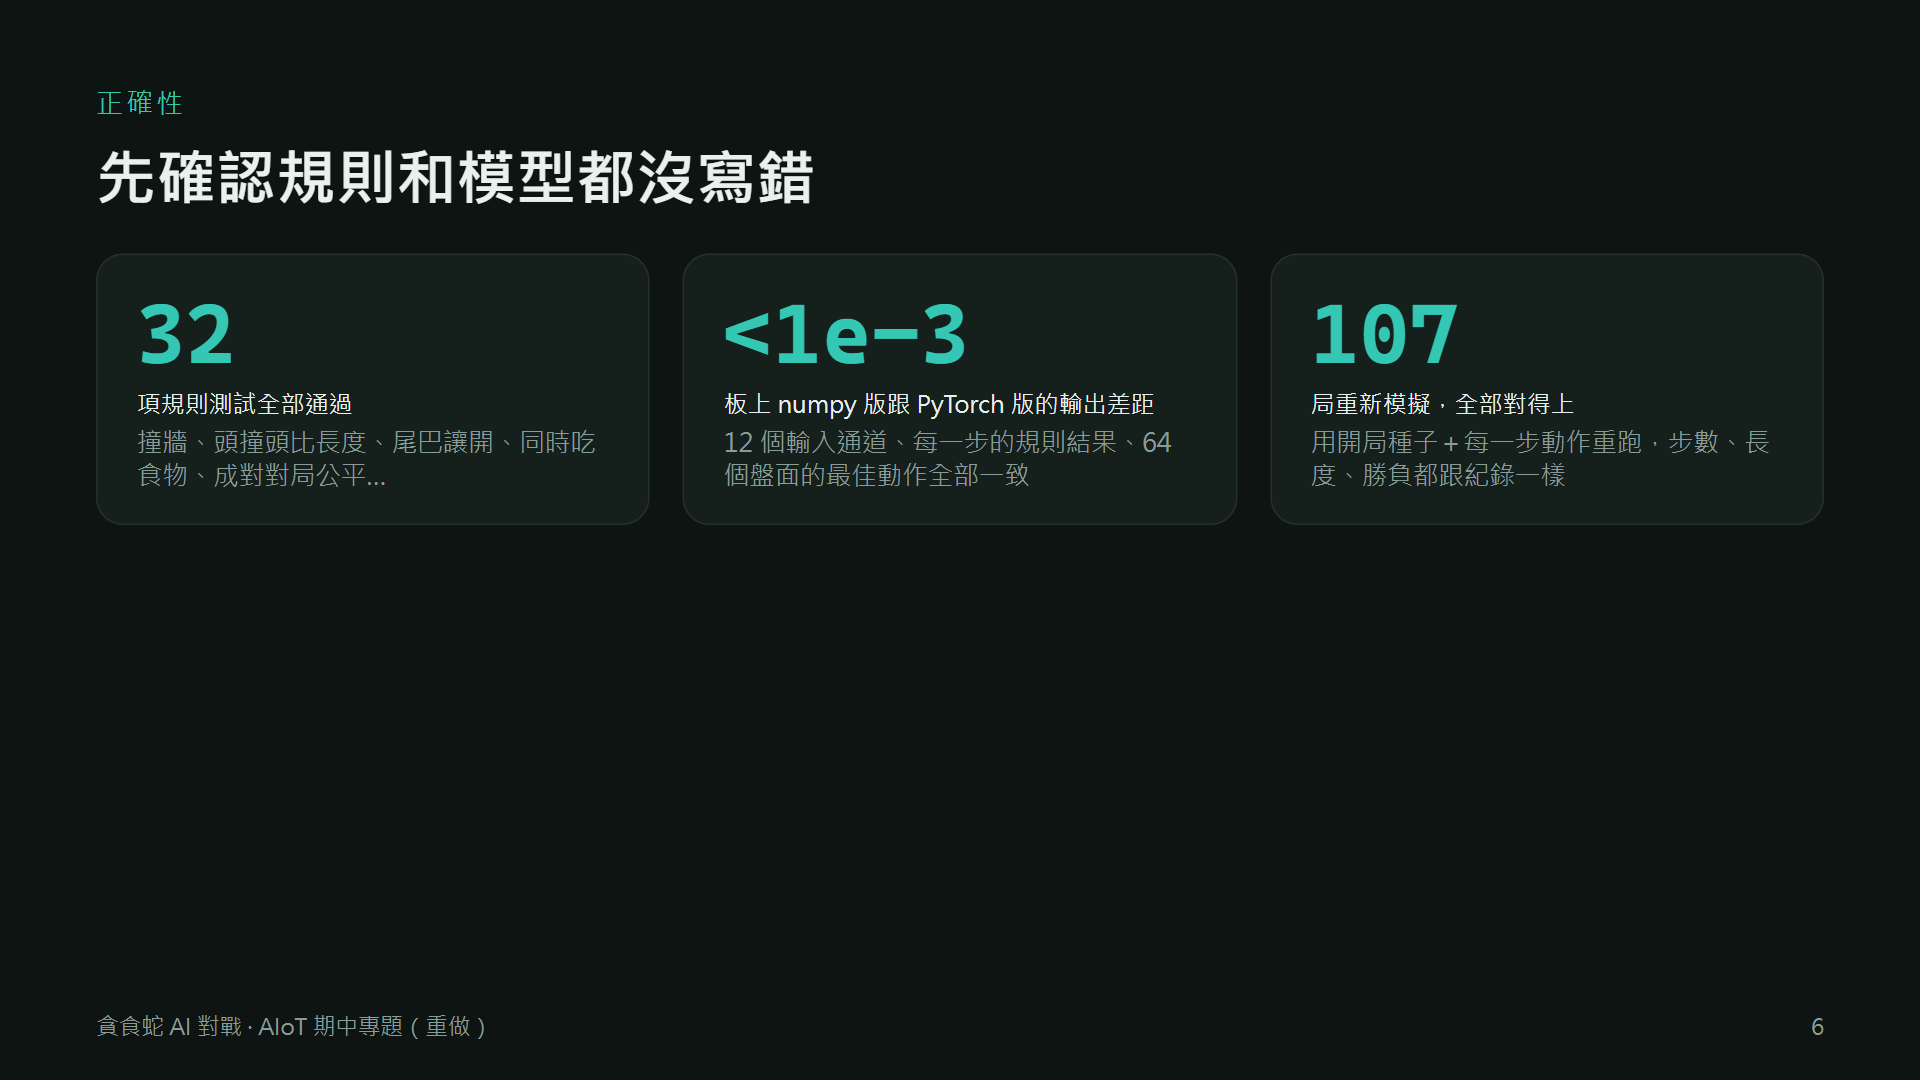 正確性
先確認規則和模型都沒寫錯
32
項規則測試全部通過
撞牆、頭撞頭比長度、尾巴讓開、同時吃
食物、成對對局公平...
<1e−3
板上 numpy 版跟 PyTorch 版的輸出差距
12 個輸入通道、每一步的規則結果、64
個盤面的最佳動作全部一致
107
局重新模擬，全部對得上
用開局種子 + 每一步動作重跑，步數、長
度、勝負都跟紀錄一樣
貪食蛇 AI 對戰 · AIoT 期中專題（重做）
6